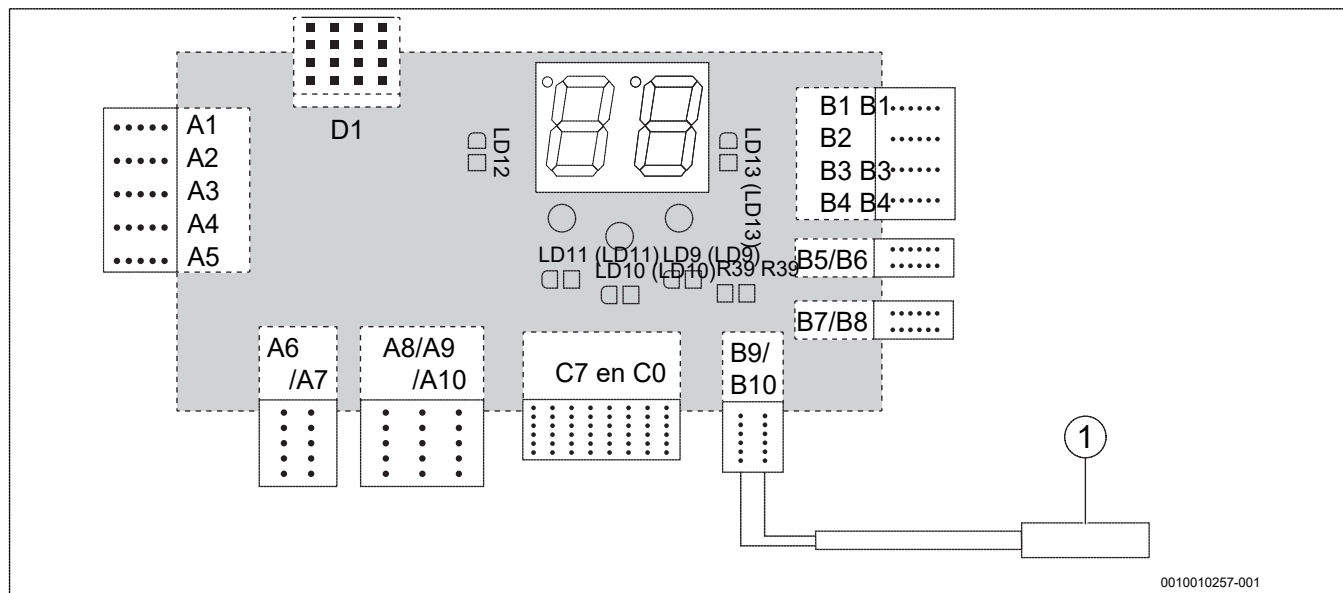 D1
A1
A2
A3
A4
A5
LD12
LD13 (LD13)
B1 B1
B2
B3 B3
B4 B4
LD11 (LD11) LD9 (LD9)
LD10 (LD10) R39 R39
B5/B6
B7/B8
A6
/A7
A8/A9
/A10
C7 en C0
B9/
B10
1
0010010257-001